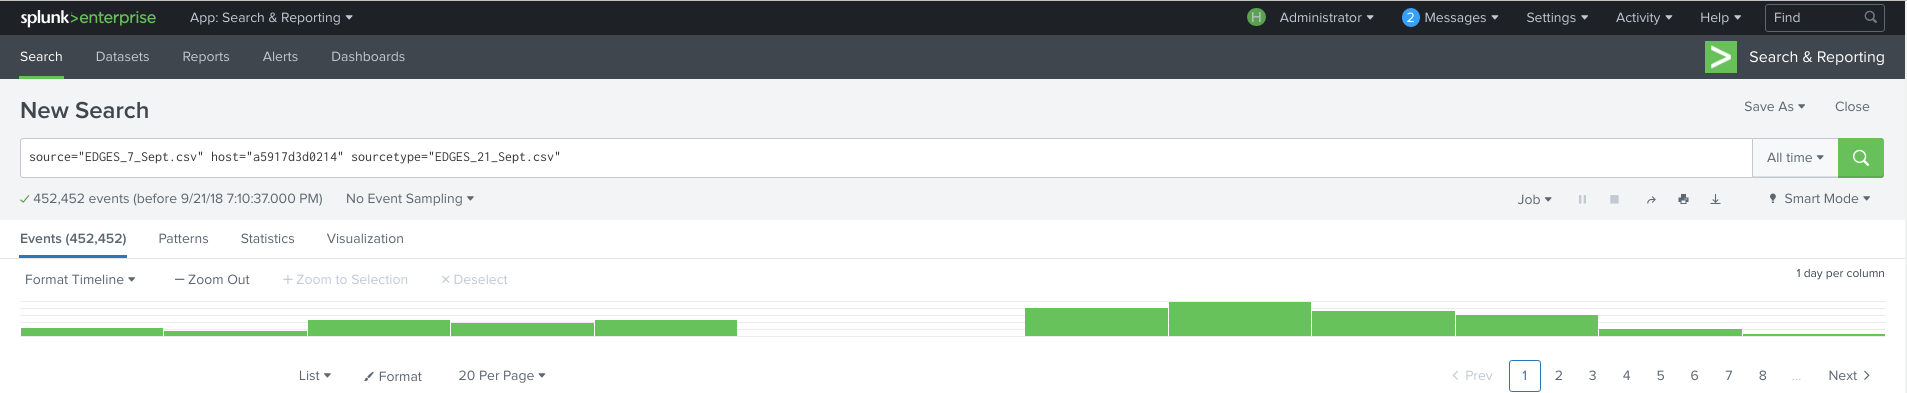 splunk>enterprise App: Search & Reporting H Administrator 2 Messages Settings Activity Help Find
Search Datasets Reports Alerts Dashboards > Search & Reporting
New Search Save As Close
source="EDGES_7_Sept.csv" host="a5917d3d0214" sourcetype="EDGES_21_Sept.csv" All time
✓ 452,452 events (before 9/21/18 7:10:37.000 PM) No Event Sampling Job Smart Mode
Events (452,452) Patterns Statistics Visualization
Format Timeline — Zoom Out + Zoom to Selection × Deselect 1 day per column
List Format 20 Per Page < Prev 1 2 3 4 5 6 7 8 ... Next >